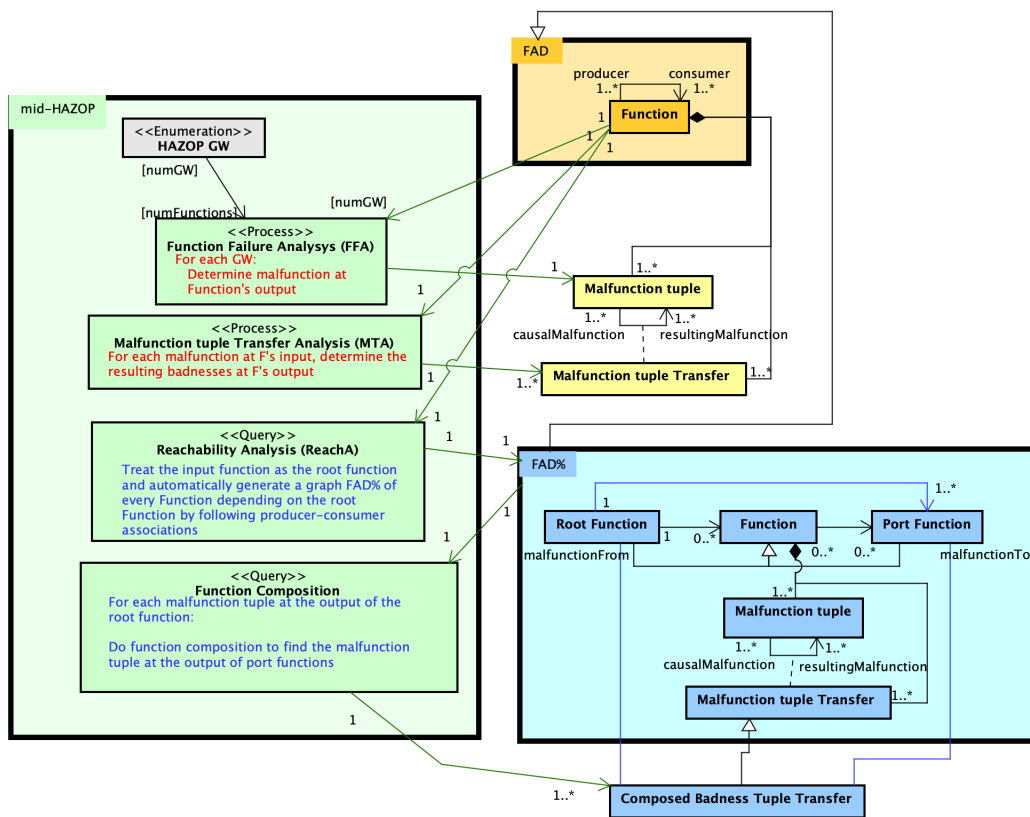 FAD
producer
consumer
1..*
1..*
Function
1
1
1
mid-HAZOP
<<Enumeration>>
HAZOP GW
[numGW]
[numGW]
[numFunctions]
<<Process>>
Function Failure Analysys (FFA)
For each GW:
Determine malfunction at
Function's output
1
1..*
Malfunction tuple
1..*
1..*
causalMalfunction
resultingMalfunction
1
<<Process>>
Malfunction tuple Transfer Analysis (MTA)
For each malfunction at F's input, determine the
resulting badnesses at F's output
1
1..*
Malfunction tuple Transfer
1..*
1
<<Query>>
Reachability Analysis (ReachA)
Treat the input function as the root function
and automatically generate a graph FAD% of
every Function depending on the root
Function by following producer-consumer
associations
1
1
FAD%
1
1..*
Root Function
Function
Port Function
malfunctionFrom
1
0..*
0..*
0..*
malfunctionTo
1
1
<<Query>>
Function Composition
For each malfunction tuple at the output of the
root function:
Do function composition to find the malfunction
tuple at the output of port functions
1..*
Malfunction tuple
1..*
1..*
causalMalfunction
resultingMalfunction
Malfunction tuple Transfer
1..*
1
1..*
Composed Badness Tuple Transfer